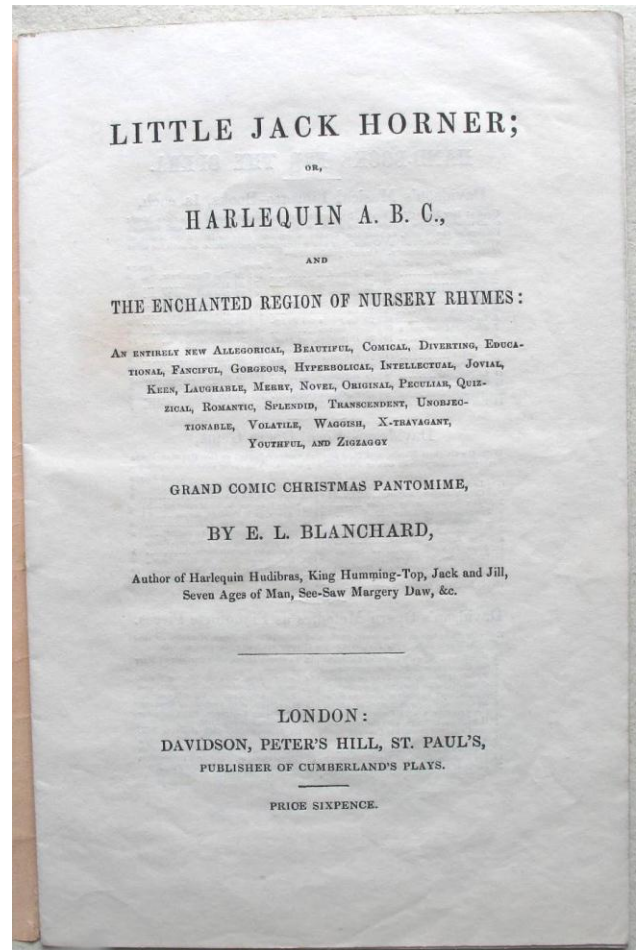 LITTLE JACK HORNER;
OR,
HARLEQUIN A. B. C.,
AND
THE ENCHANTED REGION OF NURSERY RHYMES:
An entirely new Allegorical, Beautiful, Comical, Diverting, Educa-
tional, Fanciful, Gorgeous, Hyperbolical, Intellectual, Jovial,
Keen, Laughable, Merry, Novel, Original, Peculiar, Quiz-
zical, Romantic, Splendid, Transcendent, Unobjec-
tionable, Volatile, Waggish, X-travagant,
Youthful, and Zigzaggy
GRAND COMIC CHRISTMAS PANTOMIME,
BY E. L. BLANCHARD,
Author of Harlequin Hudibras, King Humming-Top, Jack and Jill,
Seven Ages of Man, See-Saw Margery Daw, &c.
LONDON:
DAVIDSON, PETER'S HILL, ST. PAUL'S,
PUBLISHER OF CUMBERLAND'S PLAYS.
PRICE SIXPENCE.